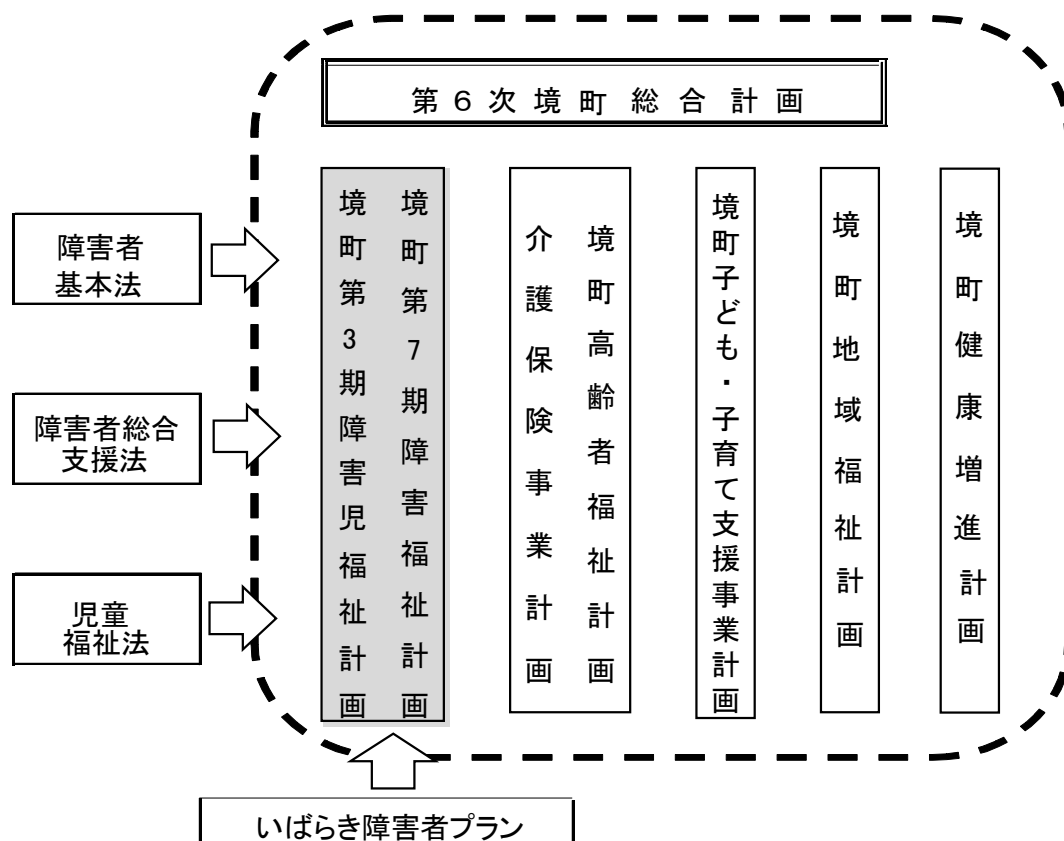 第６次境町総合計画
障害者
基本法
障害者総合
支援法
児童
福祉法
境町第７期障害福祉計画
境町第３期障害児福祉計画
境町高齢者福祉計画
介護保険事業計画
境町子ども・子育て支援事業計画
境町地域福祉計画
境町健康増進計画
いばらき障害者プラン